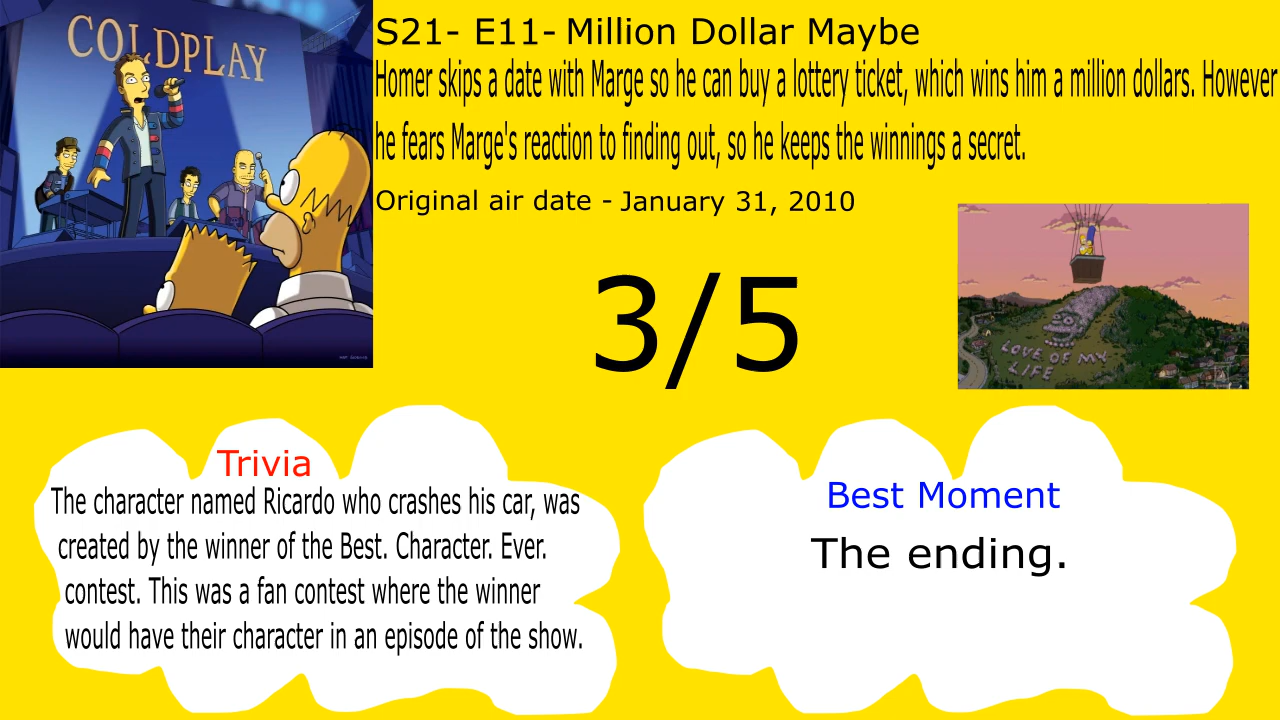 COLDPLAY
S21- E11- Million Dollar Maybe
Homer skips a date with Marge so he can buy a lottery ticket, which wins him a million dollars. However
he fears Marge's reaction to finding out, so he keeps the winnings a secret.
Original air date - January 31, 2010
3/5
LOVE OF MY
LIFE
Trivia
The character named Ricardo who crashes his car, was
created by the winner of the Best. Character. Ever.
contest. This was a fan contest where the winner
would have their character in an episode of the show.
Best Moment
The ending.